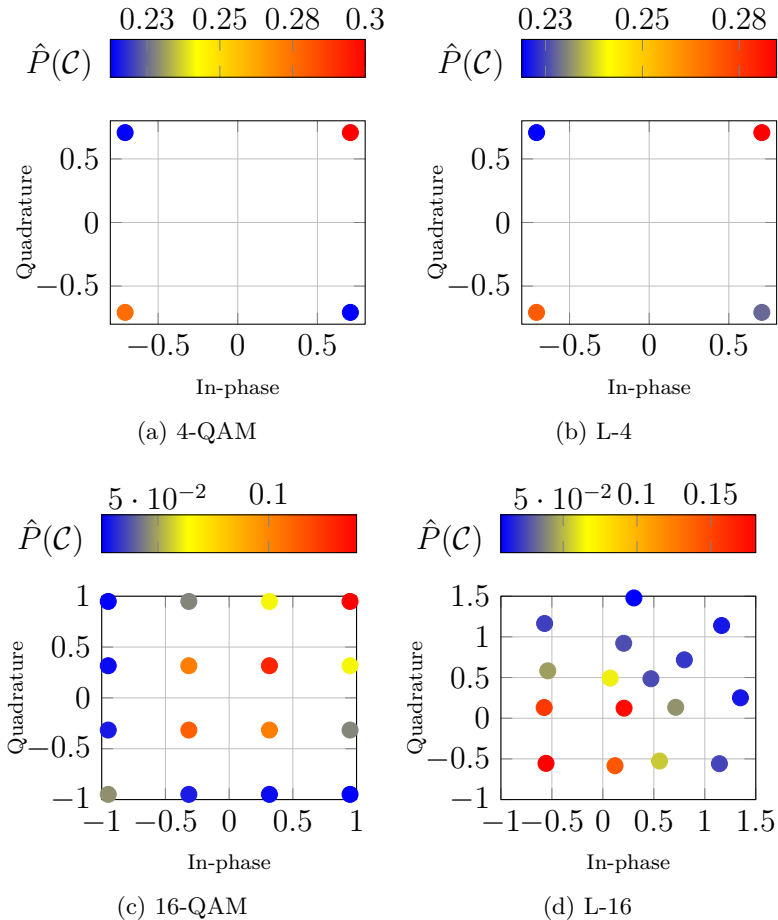 0.23 0.25 0.28 0.3
P̂(C)
0.5
0
−0.5
Quadrature
−0.5 0 0.5
In-phase
(a) 4-QAM
0.23 0.25 0.28
P̂(C)
0.5
0
−0.5
Quadrature
−0.5 0 0.5
In-phase
(b) L-4
5 · 10⁻² 0.1
P̂(C)
1
0.5
0
−0.5
−1
Quadrature
−1 −0.5 0 0.5 1
In-phase
(c) 16-QAM
5 · 10⁻² 0.1 0.15
P̂(C)
1.5
1
0.5
0
−0.5
−1
Quadrature
−1 −0.5 0 0.5 1 1.5
In-phase
(d) L-16